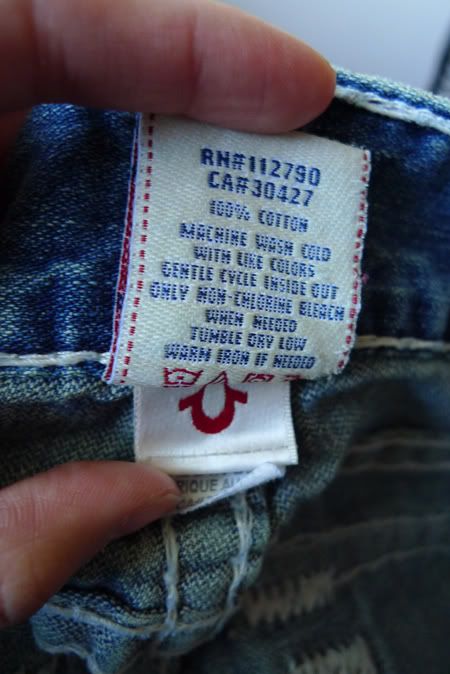 RN#112790
CA#30427
100% COTTON
MACHINE WASH COLD
WITH LIKE COLORS
GENTLE CYCLE INSIDE OUT
ONLY NON-CHLORINE BLEACH
WHEN NEEDED
TUMBLE DRY LOW
WARM IRON IF NEEDED